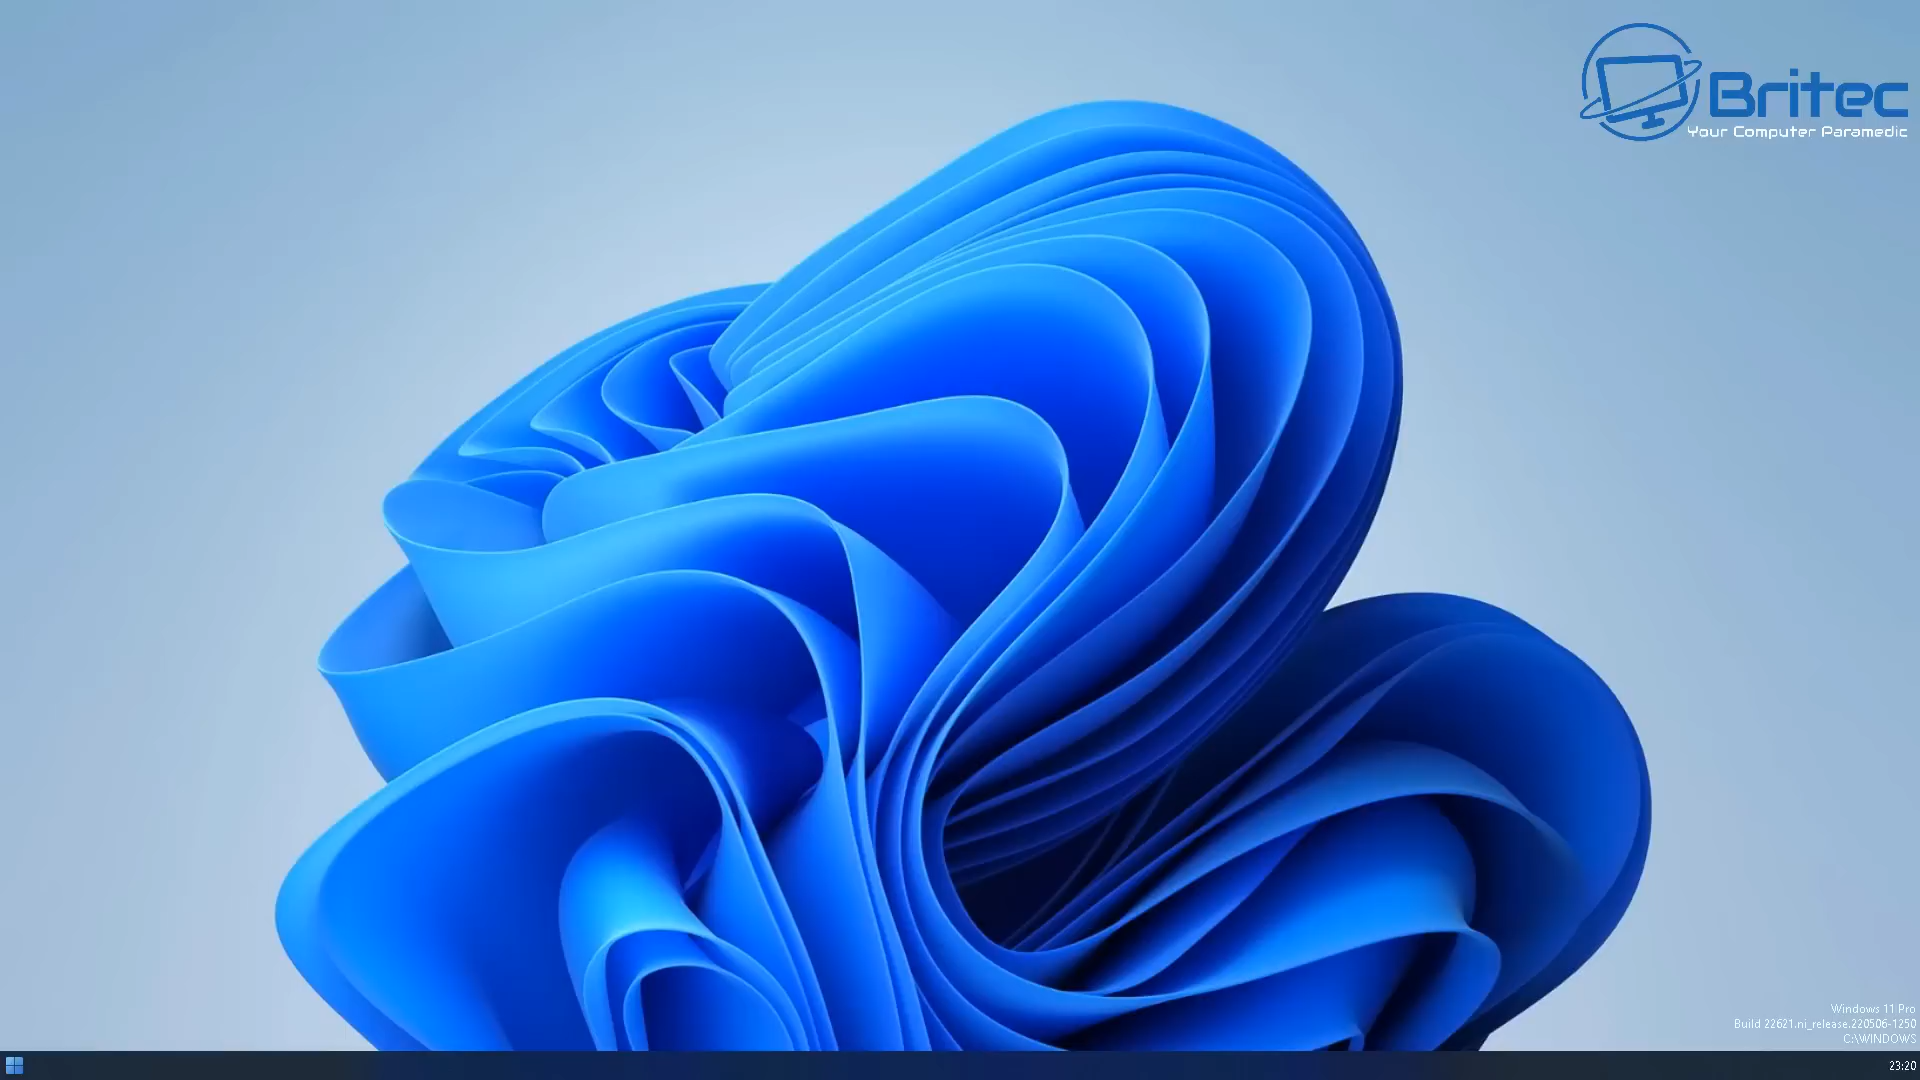 Britec
Your Computer Paramedic
Windows 11 Pro
Build 22621.ni_release.220506-1250
C:\WINDOWS
23:20